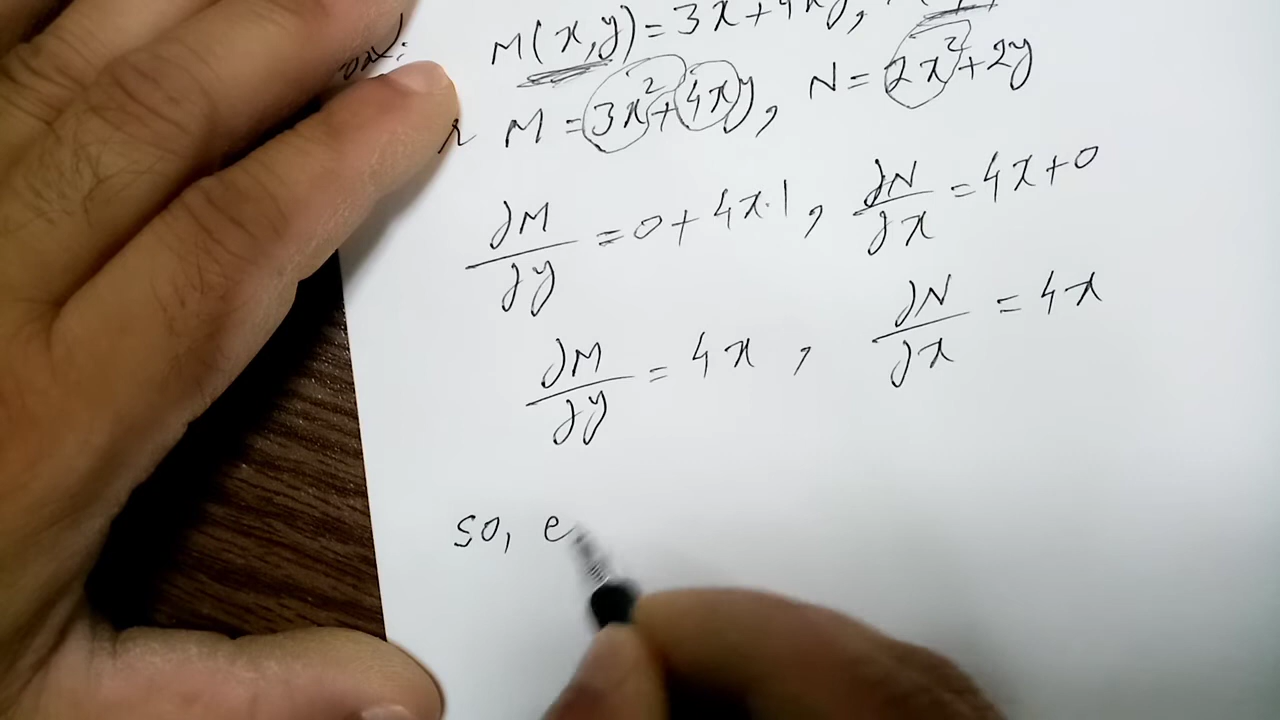 M(x,y)=3x+4xy,
M = 3x²+4xy, N = 2x²+2y
∂M/∂y = 0+4x·1, ∂N/∂x = 4x+0
∂M/∂y = 4x, ∂N/∂x = 4x
so, e